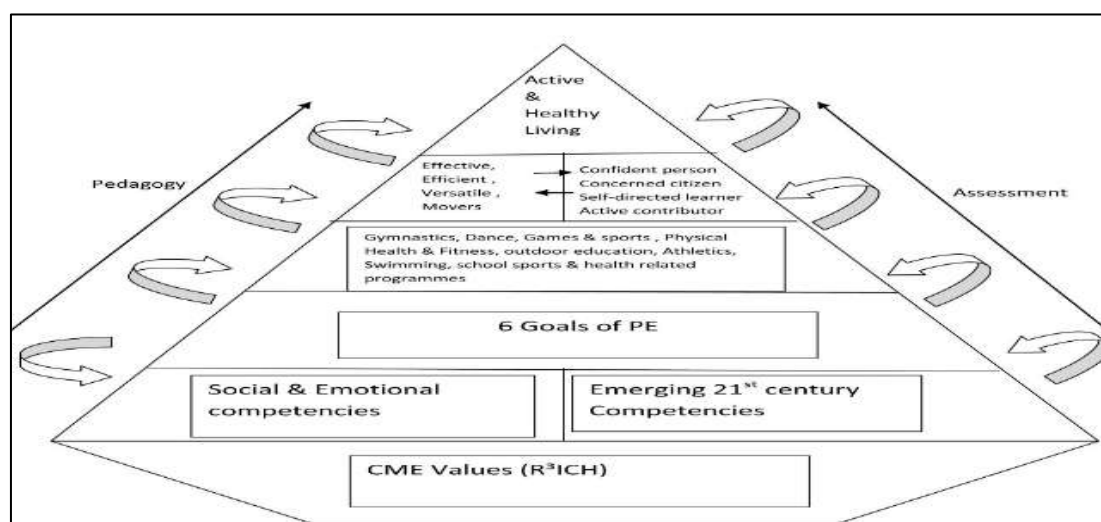 Active
&
Healthy
Living
Effective,
Efficient ,
Versatile ,
Movers
Confident person
Concerned citizen
Self-directed learner
Active contributor
Pedagogy
Assessment
Gymnastics, Dance, Games & sports , Physical
Health & Fitness, outdoor education, Athletics,
Swimming, school sports & health related
programmes
6 Goals of PE
Social & Emotional
competencies
Emerging 21st century
Competencies
CME Values (R³ICH)